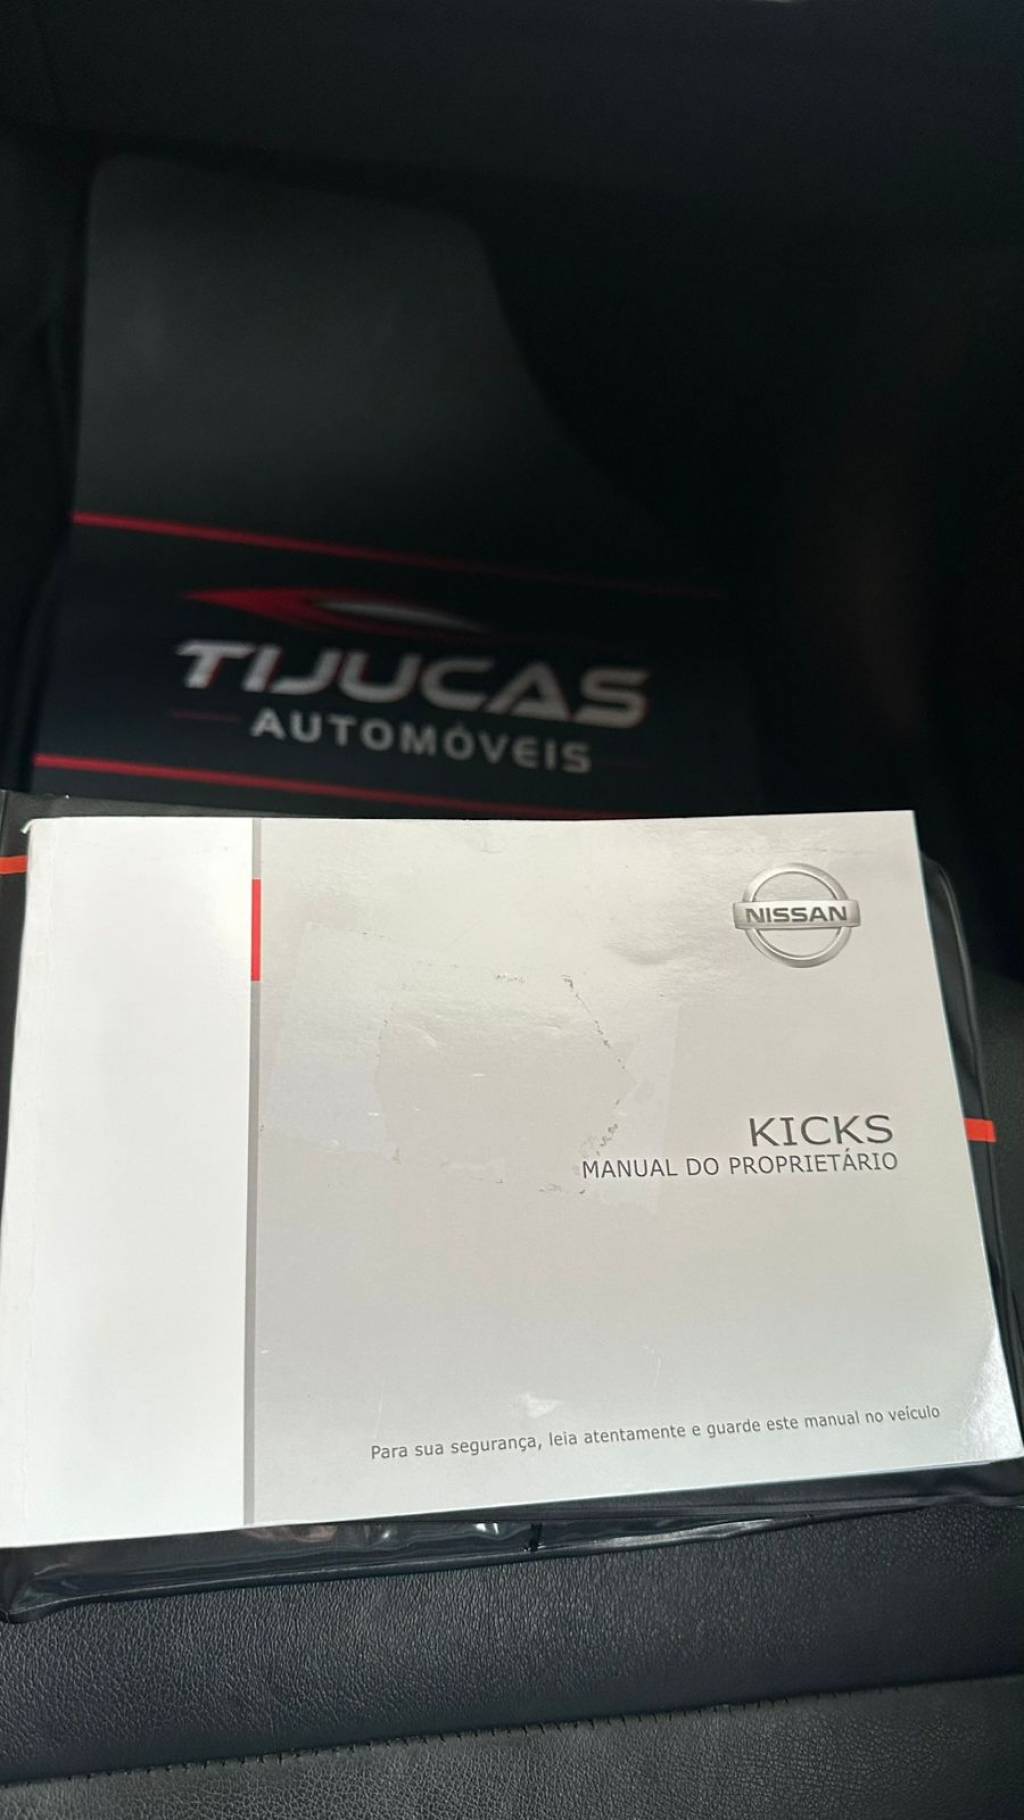 TIJUCAS
AUTOMÓVEIS
NISSAN
KICKS
MANUAL DO PROPRIETÁRIO
Para sua segurança, leia atentamente e guarde este manual no veículo